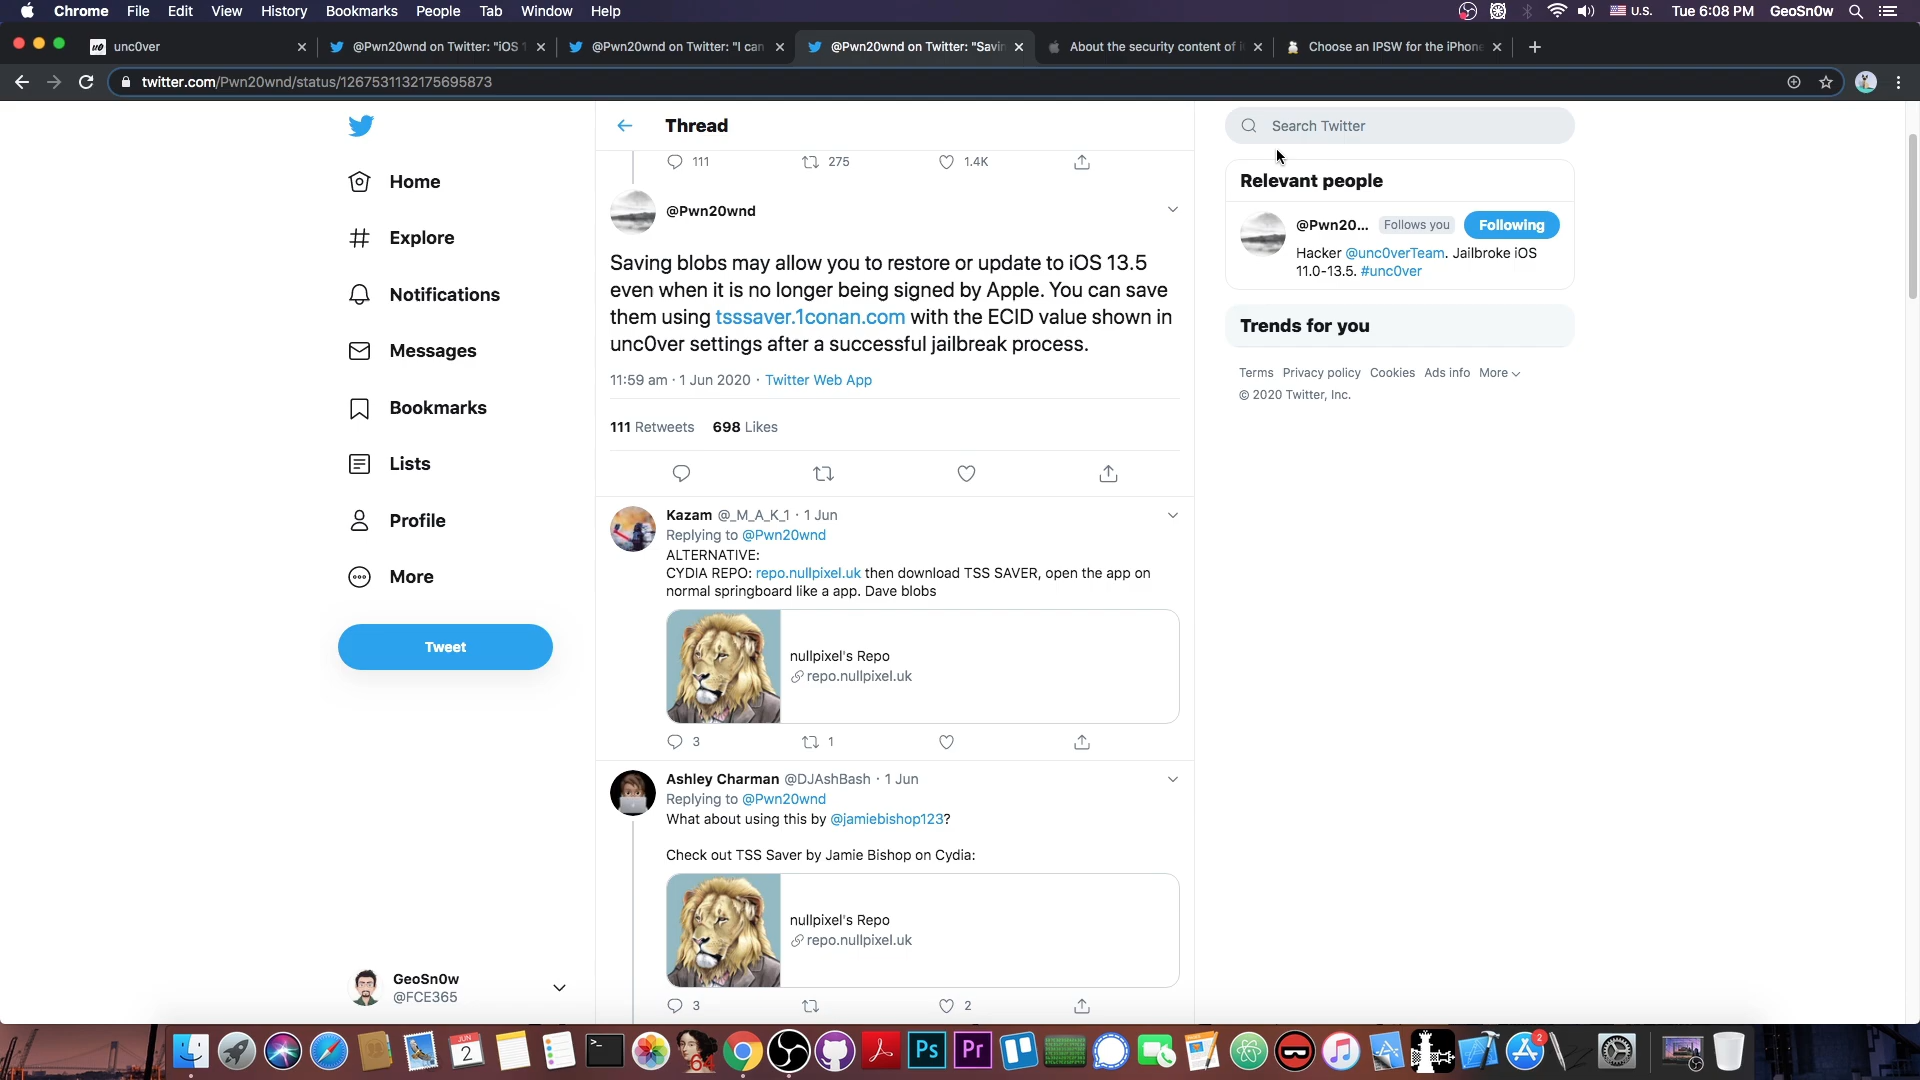 Chrome File Edit View History Bookmarks People Tab Window Help
U.S. Tue 6:08 PM GeoSn0w
unc0ver
@Pwn20wnd on Twitter: "iOS 1
@Pwn20wnd on Twitter: "I can
@Pwn20wnd on Twitter: "Savin
About the security content of i
Choose an IPSW for the iPhone
twitter.com/Pwn20wnd/status/1267531132175695873
Home
Explore
Notifications
Messages
Bookmarks
Lists
Profile
More
Tweet
GeoSn0w
@FCE365
Thread
111 275 1.4K
@Pwn20wnd
Saving blobs may allow you to restore or update to iOS 13.5
even when it is no longer being signed by Apple. You can save
them using tsssaver.1conan.com with the ECID value shown in
unc0ver settings after a successful jailbreak process.
11:59 am · 1 Jun 2020 · Twitter Web App
111 Retweets 698 Likes
Kazam @_M_A_K_1 · 1 Jun
Replying to @Pwn20wnd
ALTERNATIVE:
CYDIA REPO: repo.nullpixel.uk then download TSS SAVER, open the app on
normal springboard like a app. Dave blobs
nullpixel's Repo
repo.nullpixel.uk
3 1
Ashley Charman @DJAshBash · 1 Jun
Replying to @Pwn20wnd
What about using this by @jamiebishop123?
Check out TSS Saver by Jamie Bishop on Cydia:
nullpixel's Repo
repo.nullpixel.uk
3 2
Search Twitter
Relevant people
@Pwn20... Follows you Following
Hacker @unc0verTeam. Jailbroke iOS
11.0-13.5. #unc0ver
Trends for you
Terms Privacy policy Cookies Ads info More
© 2020 Twitter, Inc.
JUN
2
64
Ps
Pr
2